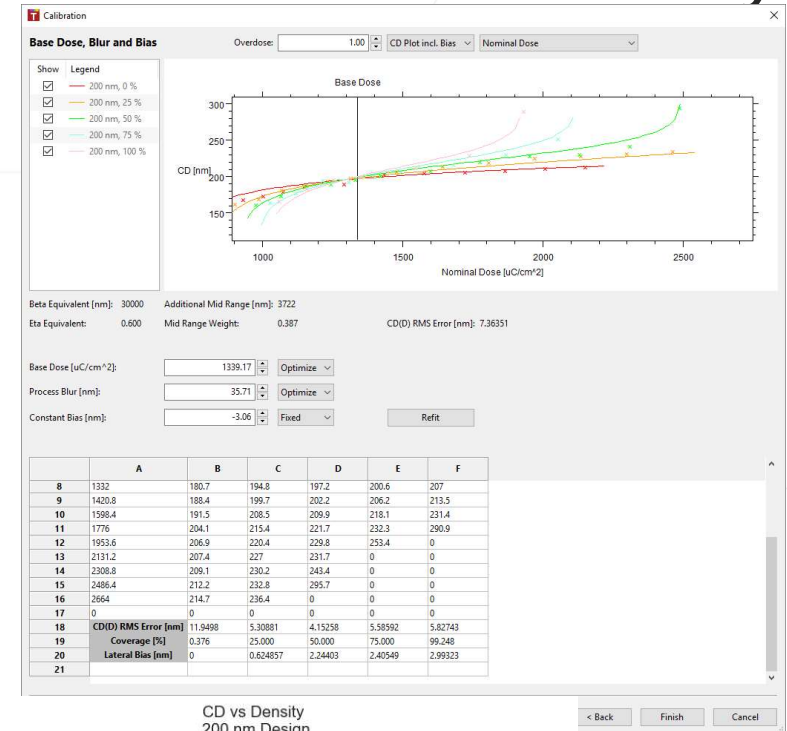 Calibration
Base Dose, Blur and Bias Overdose: 1.00 CD Plot incl. Bias Nominal Dose
Show Legend
200 nm, 0 %
200 nm, 25 %
200 nm, 50 %
200 nm, 75 %
200 nm, 100 %
Base Dose
300
250
CD [nm]
200
150
1000 1500 2000 2500
Nominal Dose [uC/cm^2]
Beta Equivalent [nm]: 30000 Additional Mid Range [nm]: 3722
Eta Equivalent: 0.600 Mid Range Weight: 0.387 CD(D) RMS Error [nm]: 7.36351
Base Dose [uC/cm^2]: 1339.17 Optimize
Process Blur [nm]: 35.71 Optimize
Constant Bias [nm]: -3.06 Fixed Refit
A B C D E F
8 1332 180.7 194.8 197.2 200.6 207
9 1420.8 188.4 199.7 202.2 206.2 213.5
10 1598.4 191.5 208.5 209.9 218.1 231.4
11 1776 204.1 215.4 221.7 232.3 290.9
12 1953.6 206.9 220.4 229.8 253.4 0
13 2131.2 207.4 227 231.7 0 0
14 2308.8 209.1 230.2 243.4 0 0
15 2486.4 212.2 232.8 295.7 0 0
16 2664 214.7 236.4 0 0 0
17 0 0 0 0 0 0
18 CD(D) RMS Error [nm] 11.9498 5.30881 4.15258 5.58592 5.82743
19 Coverage [%] 0.376 25.000 50.000 75.000 99.248
20 Lateral Bias [nm] 0 0.624857 2.24403 2.40549 2.99323
21
CD vs Density
200 nm Design
< Back Finish Cancel